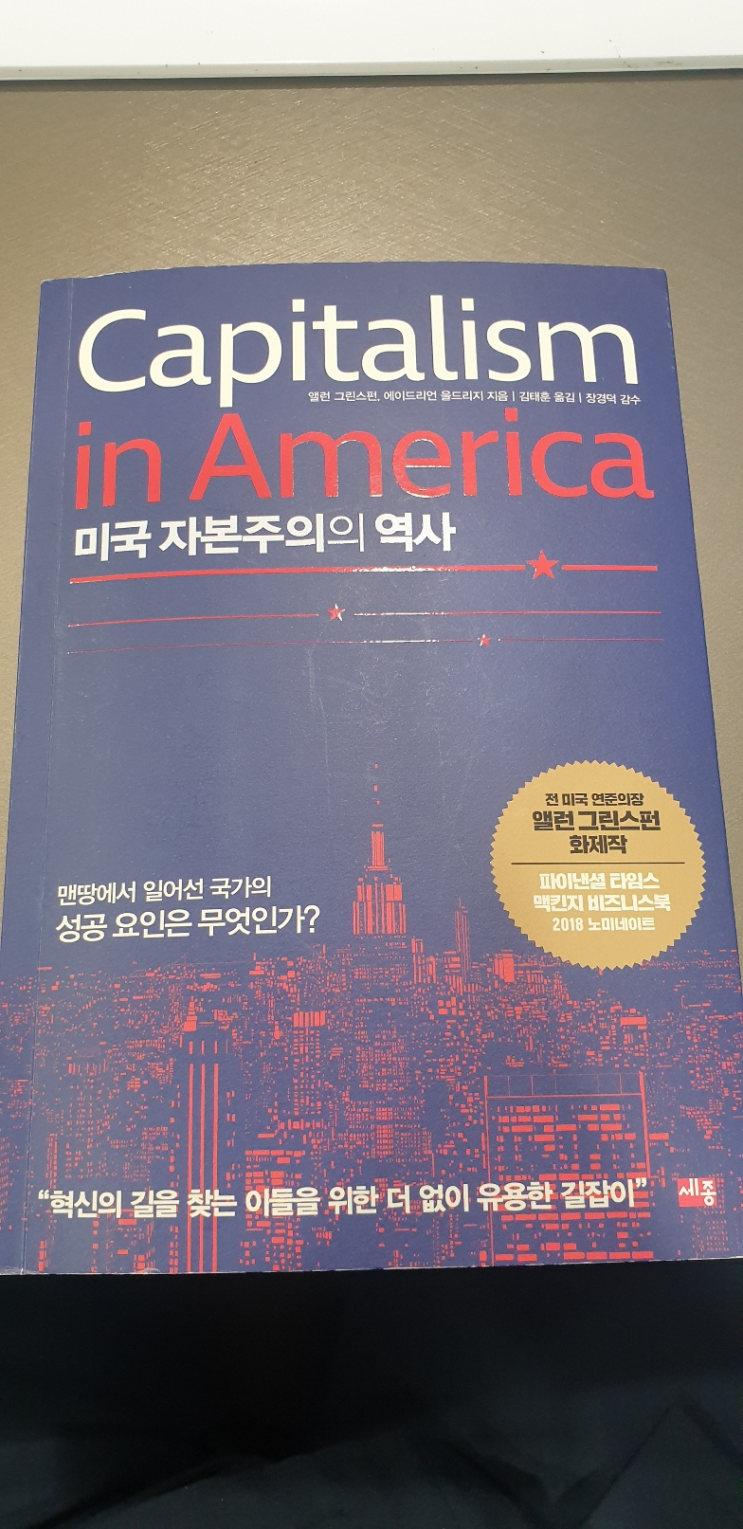 Capitalism
앨런 그린스펀, 에이드리언 울드리지 지음 | 김태훈 옮김 | 장경덕 감수
in America
미국 자본주의의 역사
전 미국 연준의장
앨런 그린스펀
화제작
파이낸셜 타임스
맥킨지 비즈니스북
2018 노미네이트
맨땅에서 일어선 국가의
성공 요인은 무엇인가?
“혁신의 길을 찾는 이들을 위한 더 없이 유용한 길잡이”
세종